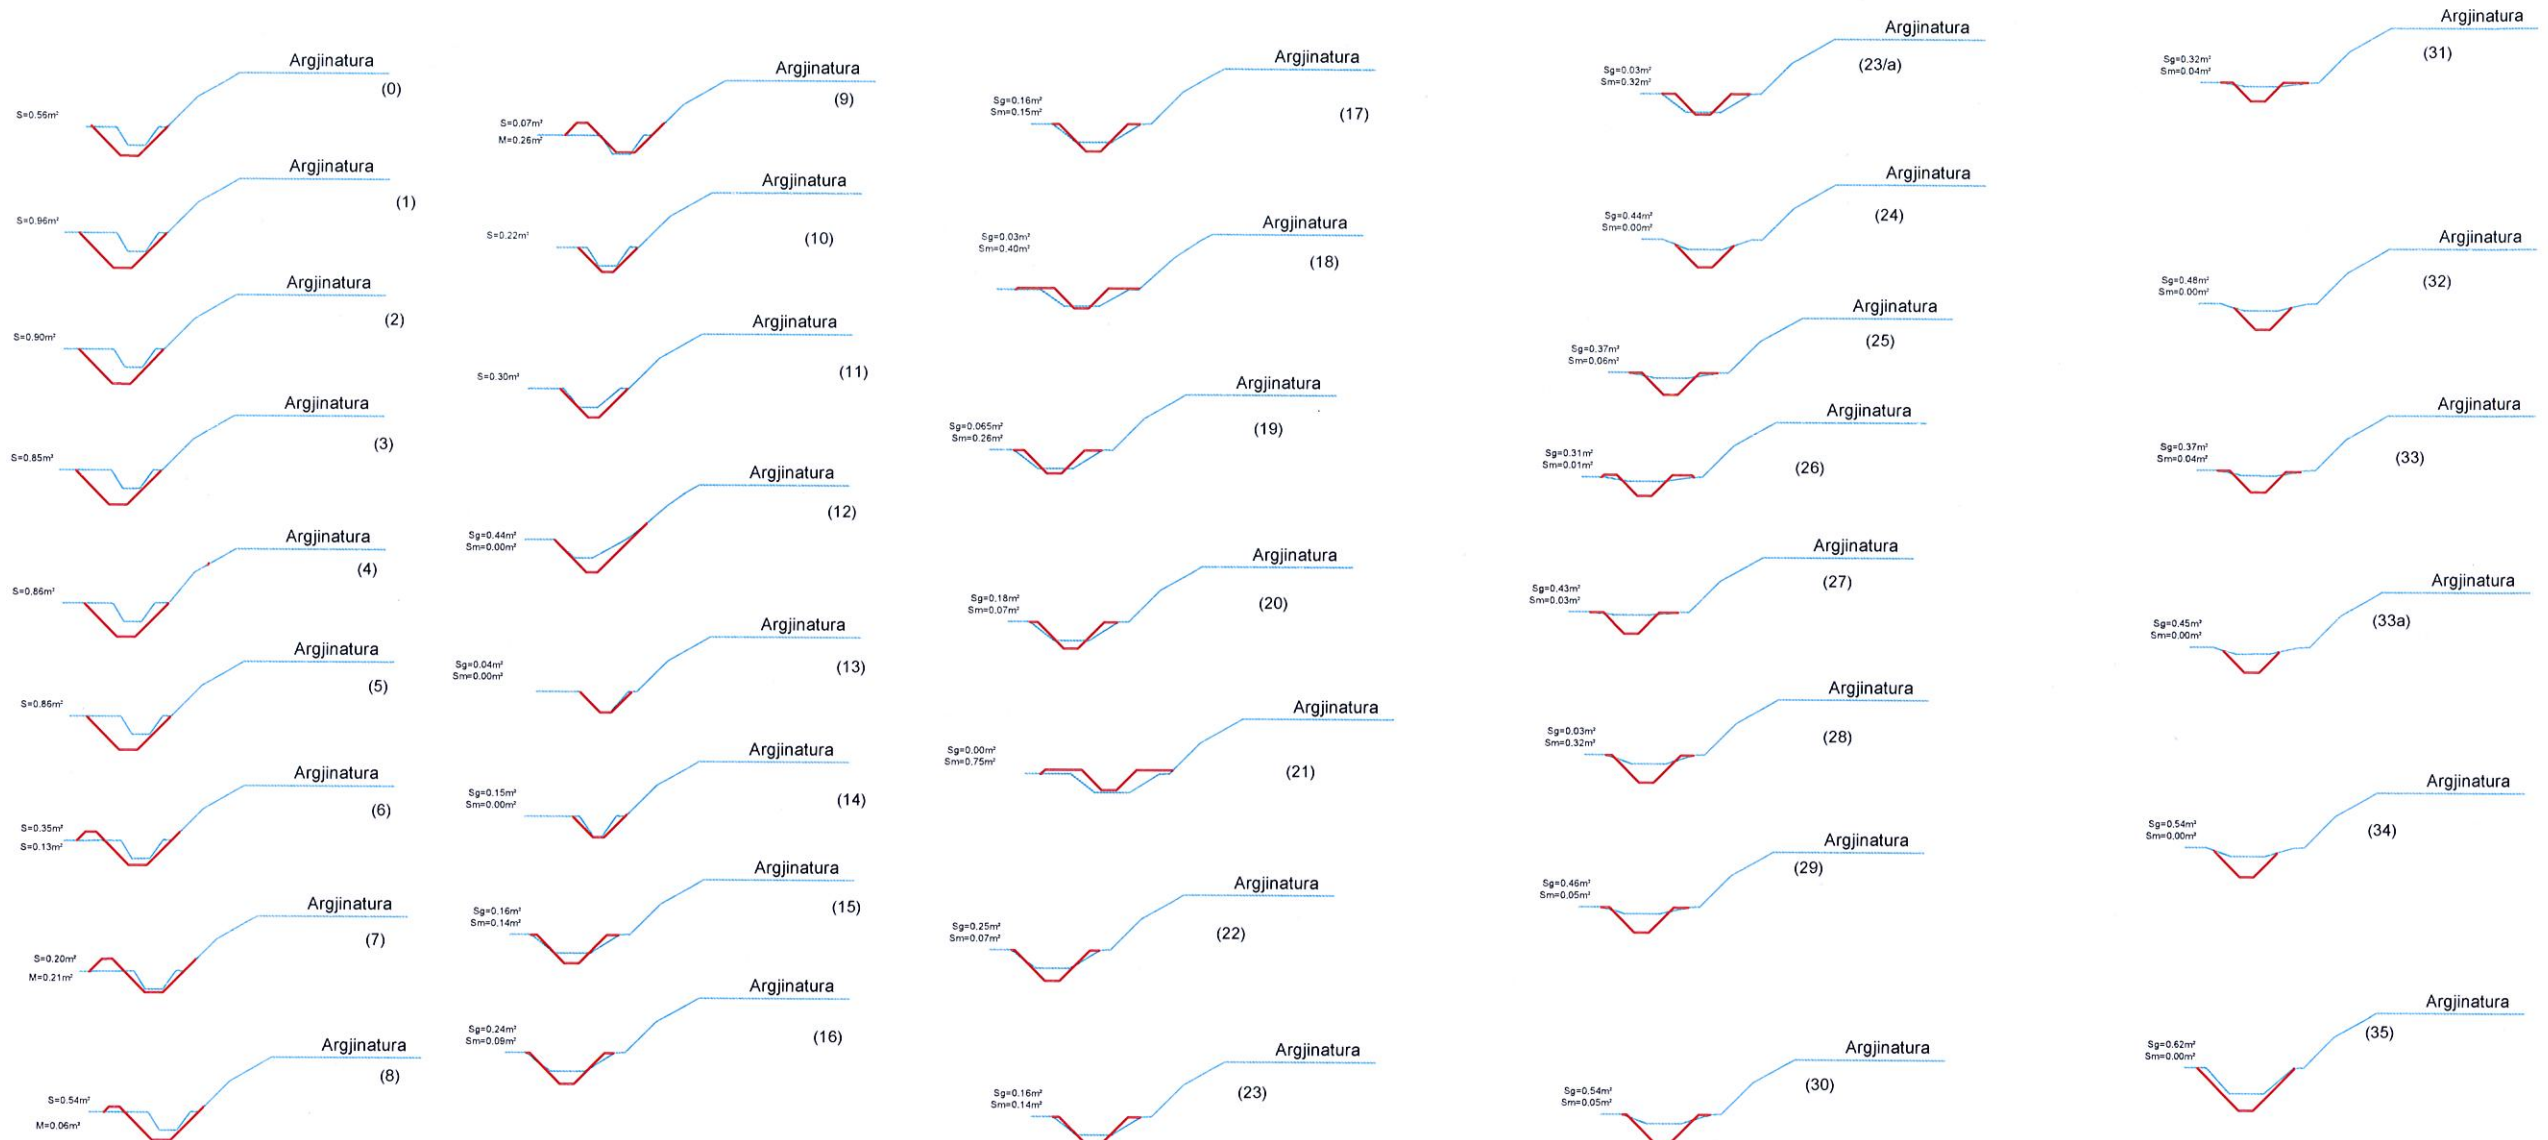 Argjinatura
(0)
S=0.56m²
Argjinatura
(1)
S=0.96m²
Argjinatura
(2)
S=0.90m²
Argjinatura
(3)
S=0.85m²
Argjinatura
(4)
S=0.86m²
Argjinatura
(5)
S=0.86m²
Argjinatura
(6)
S=0.35m²
S=0.13m²
Argjinatura
(7)
S=0.20m²
M=0.21m²
Argjinatura
(8)
S=0.54m²
M=0.06m²
Argjinatura
(9)
S=0.07m²
M=0.26m²
Argjinatura
(10)
S=0.22m²
Argjinatura
(11)
S=0.30m²
Argjinatura
(12)
Sg=0.44m²
Sm=0.00m²
Argjinatura
(13)
Sg=0.04m²
Sm=0.00m²
Argjinatura
(14)
Sg=0.15m²
Sm=0.00m²
Argjinatura
(15)
Sg=0.16m²
Sm=0.14m²
Argjinatura
(16)
Sg=0.24m²
Sm=0.09m²
Argjinatura
(17)
Sg=0.16m²
Sm=0.15m²
Argjinatura
(18)
Sg=0.03m²
Sm=0.40m²
Argjinatura
(19)
Sg=0.065m²
Sm=0.26m²
Argjinatura
(20)
Sg=0.18m²
Sm=0.07m²
Argjinatura
(21)
Sg=0.00m²
Sm=0.75m²
Argjinatura
(22)
Sg=0.25m²
Sm=0.07m²
Argjinatura
(23)
Sg=0.16m²
Sm=0.14m²
Argjinatura
(23/a)
Sg=0.03m²
Sm=0.32m²
Argjinatura
(24)
Sg=0.44m²
Sm=0.00m²
Argjinatura
(25)
Sg=0.37m²
Sm=0.06m²
Argjinatura
(26)
Sg=0.31m²
Sm=0.01m²
Argjinatura
(27)
Sg=0.43m²
Sm=0.03m²
Argjinatura
(28)
Sg=0.03m²
Sm=0.32m²
Argjinatura
(29)
Sg=0.46m²
Sm=0.05m²
Argjinatura
(30)
Sg=0.54m²
Sm=0.05m²
Argjinatura
(31)
Sg=0.32m²
Sm=0.04m²
Argjinatura
(32)
Sg=0.48m²
Sm=0.00m²
Argjinatura
(33)
Sg=0.37m²
Sm=0.04m²
Argjinatura
(33a)
Sg=0.45m²
Sm=0.00m²
Argjinatura
(34)
Sg=0.54m²
Sm=0.00m²
Argjinatura
(35)
Sg=0.62m²
Sm=0.00m²